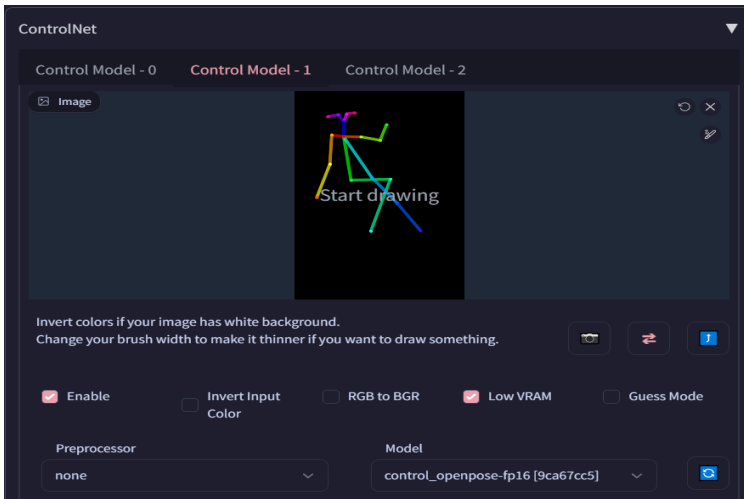 ControlNet
Control Model - 0 Control Model - 1 Control Model - 2
Image
Start drawing
Invert colors if your image has white background.
Change your brush width to make it thinner if you want to draw something.
Enable Invert Input Color RGB to BGR Low VRAM Guess Mode
Preprocessor Model
none control_openpose-fp16 [9ca67cc5]